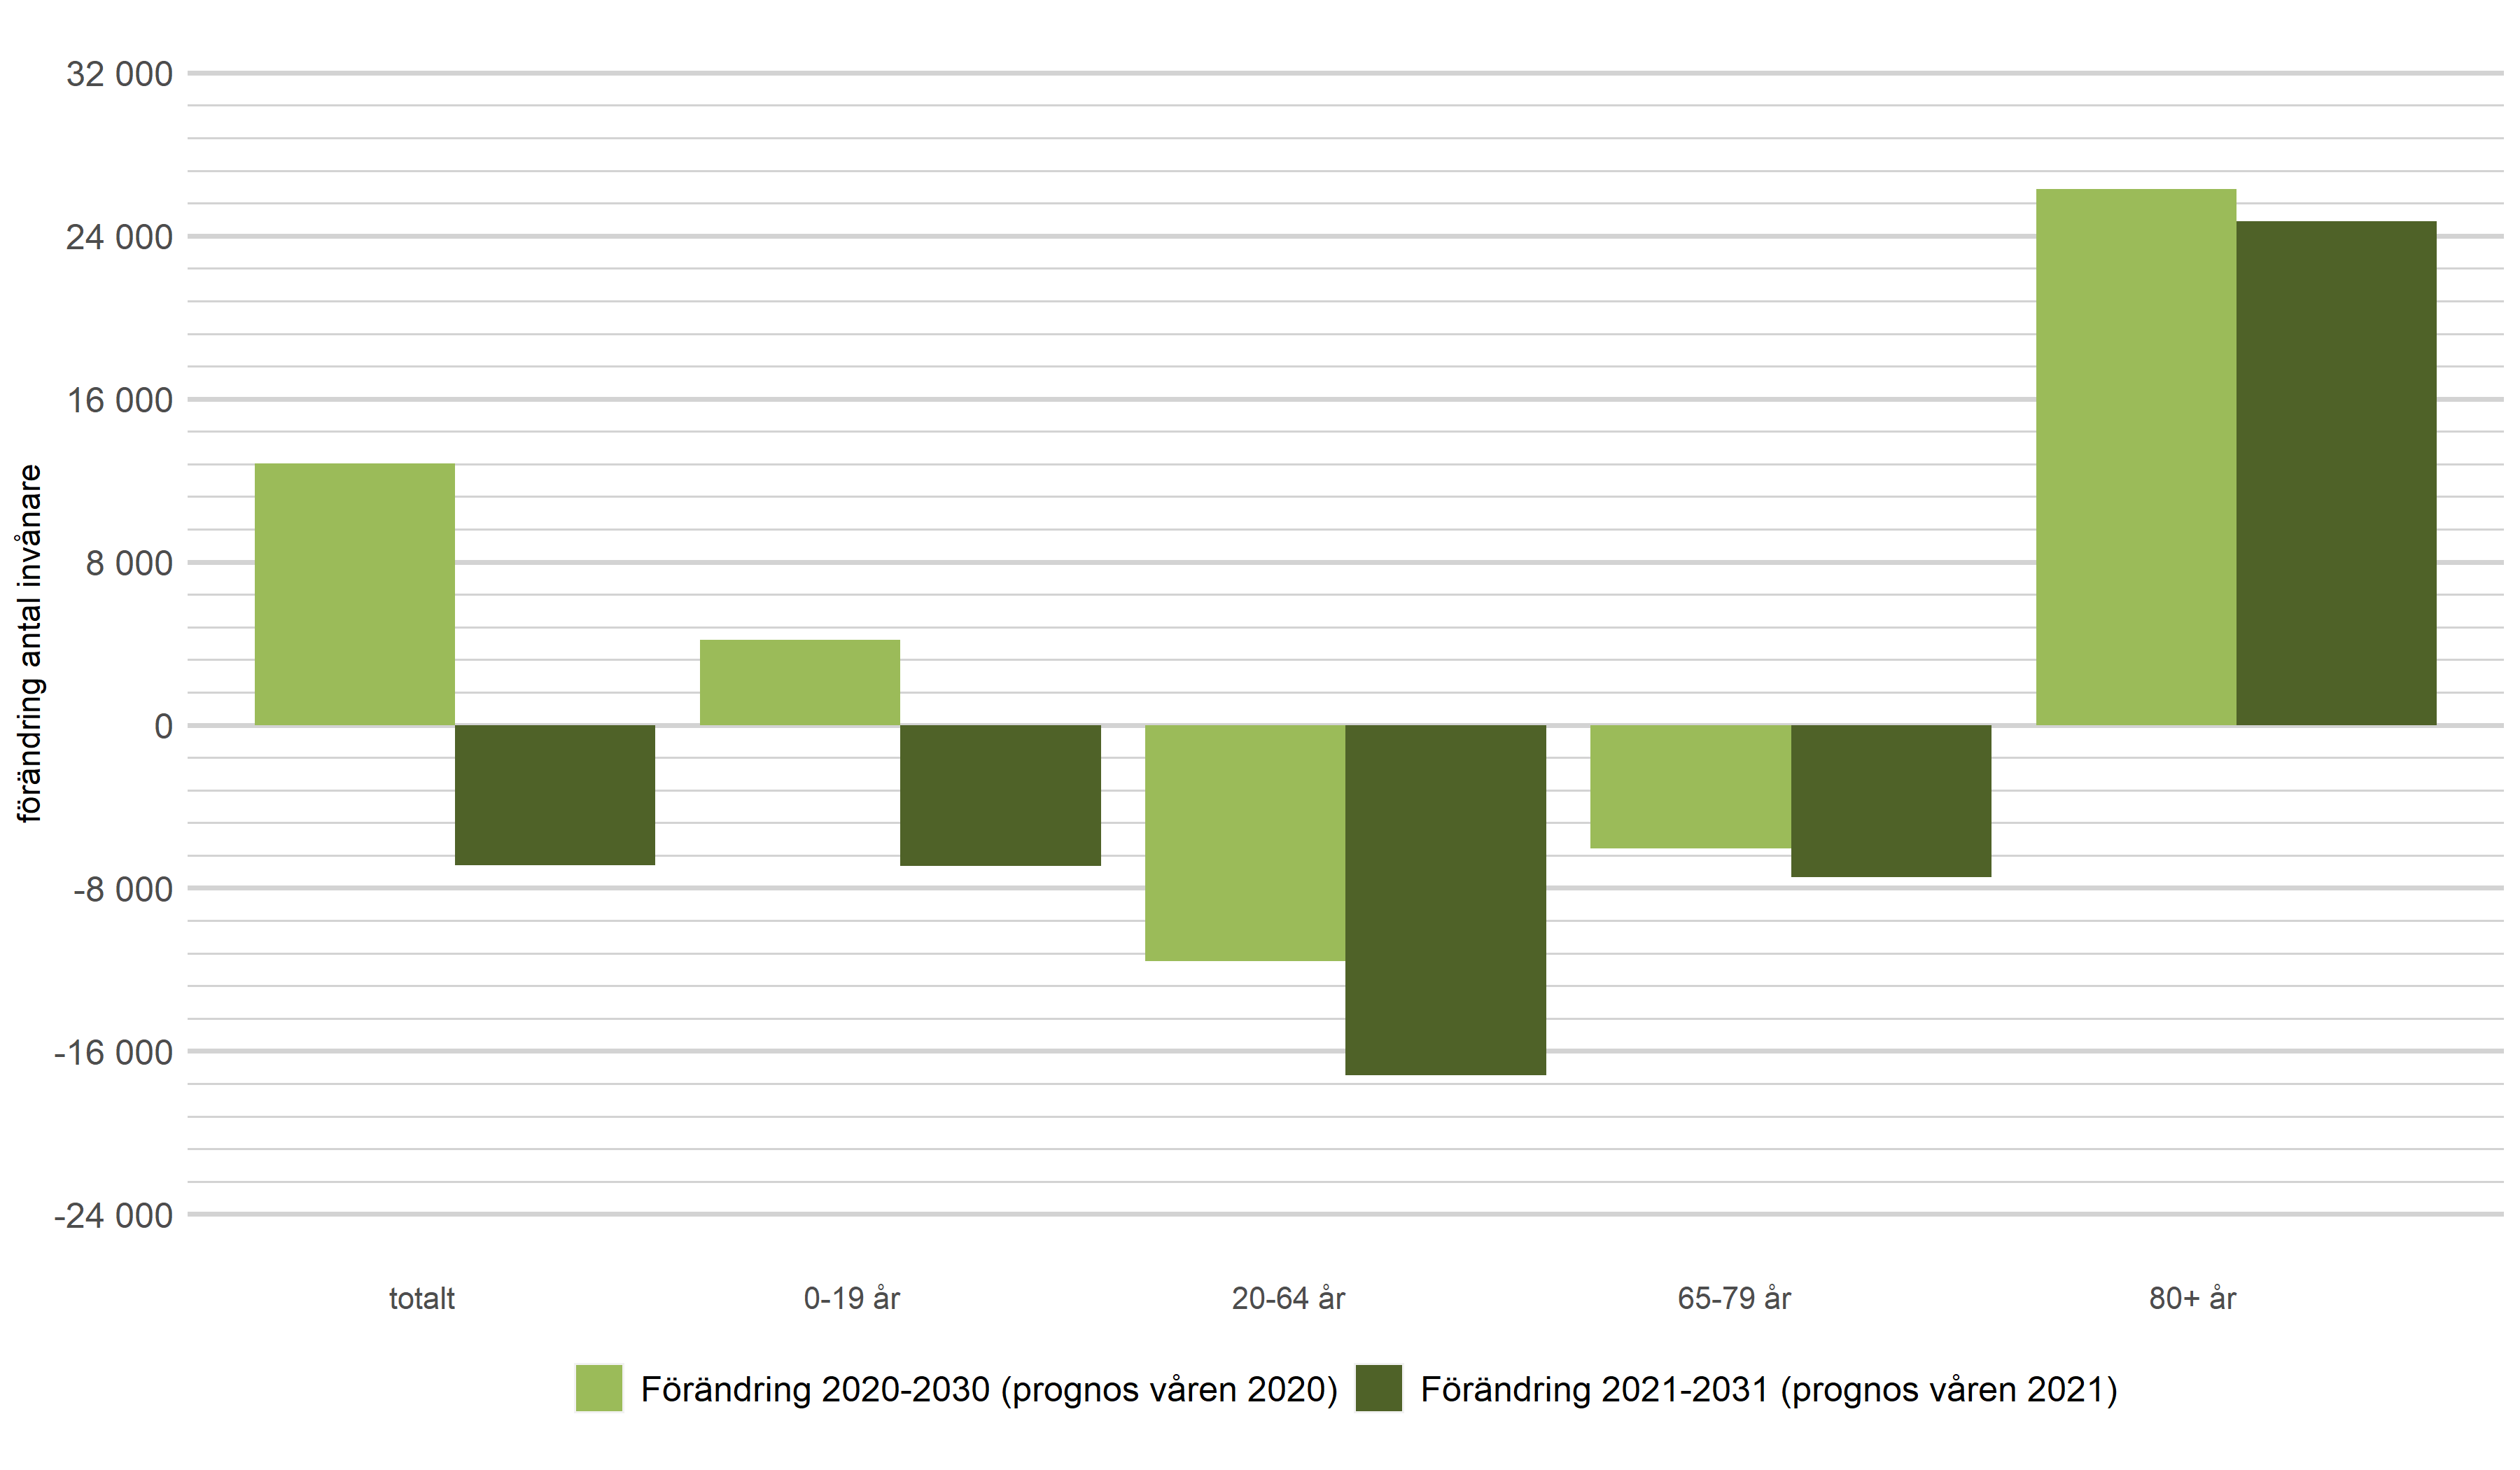 32 000
24 000
16 000
8 000
0
-8 000
-16 000
-24 000
förändring antal invånare
totalt
0-19 år
20-64 år
65-79 år
80+ år
Förändring 2020-2030 (prognos våren 2020)
Förändring 2021-2031 (prognos våren 2021)